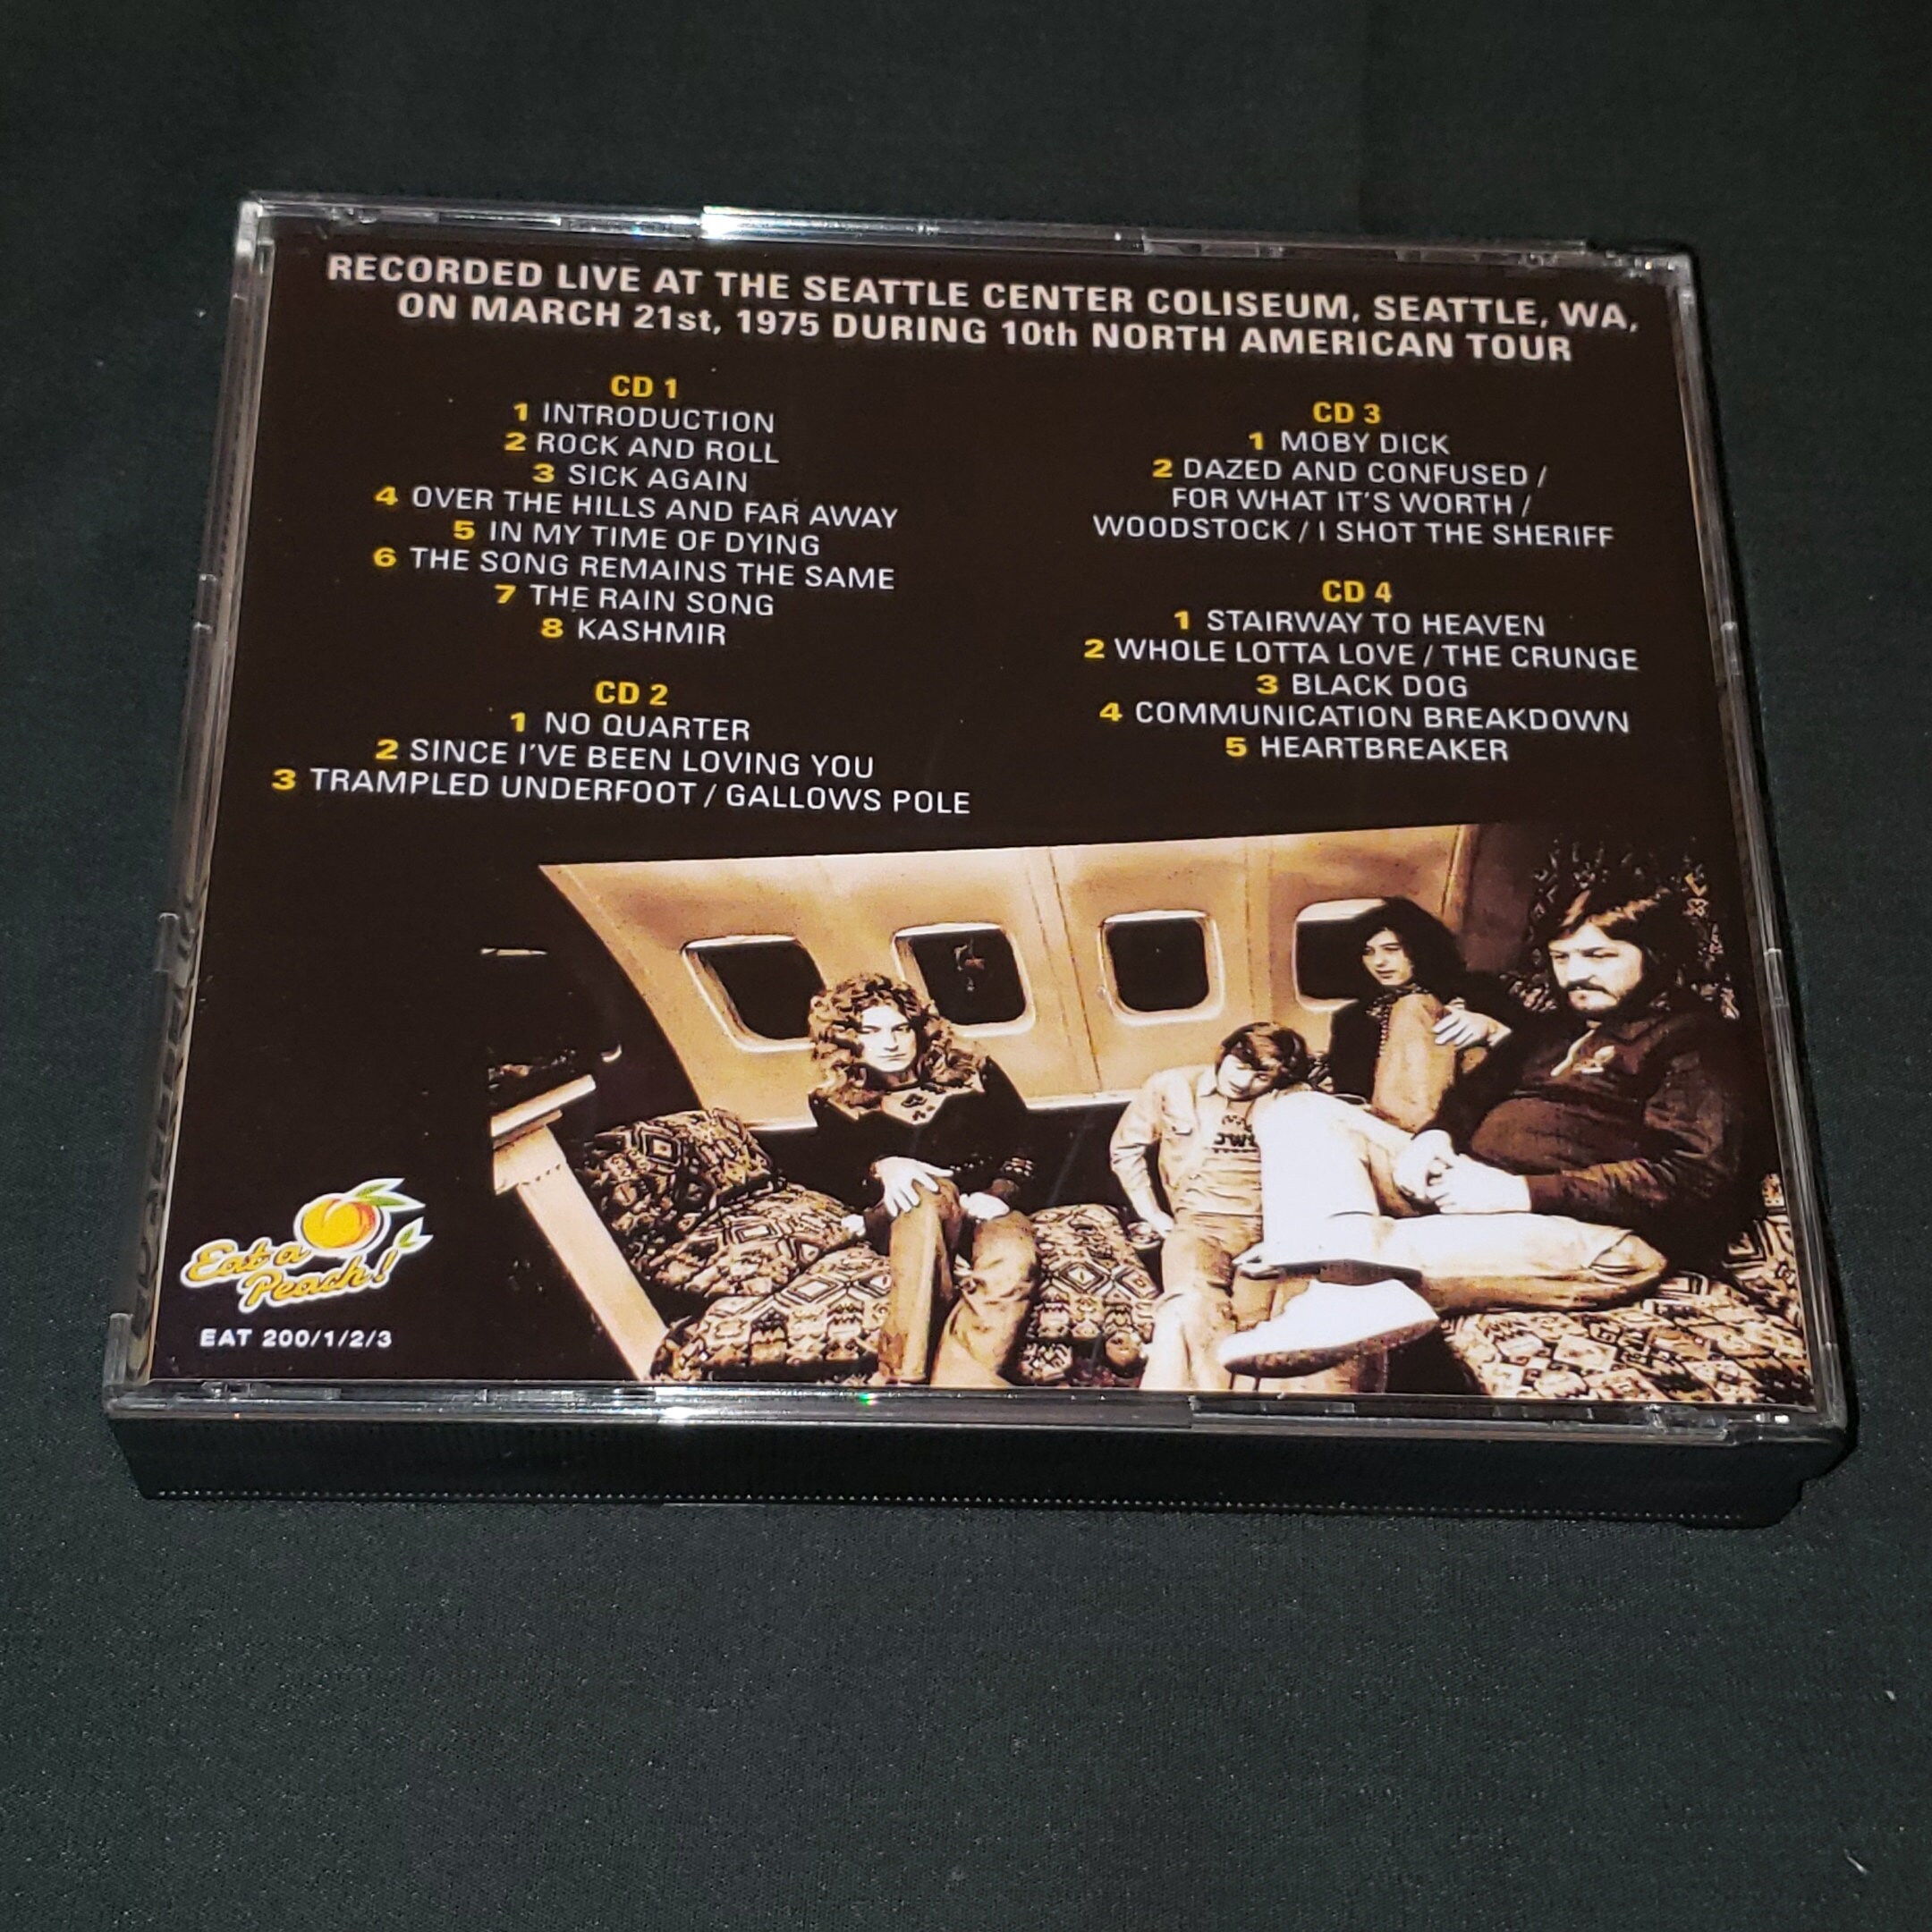 RECORDED LIVE AT THE SEATTLE CENTER COLISEUM, SEATTLE, WA,
ON MARCH 21st, 1975 DURING 10th NORTH AMERICAN TOUR
CD 1
1 INTRODUCTION
2 ROCK AND ROLL
3 SICK AGAIN
4 OVER THE HILLS AND FAR AWAY
5 IN MY TIME OF DYING
6 THE SONG REMAINS THE SAME
7 THE RAIN SONG
8 KASHMIR
CD 2
1 NO QUARTER
2 SINCE I'VE BEEN LOVING YOU
3 TRAMPLED UNDERFOOT / GALLOWS POLE
CD 3
1 MOBY DICK
2 DAZED AND CONFUSED /
FOR WHAT IT'S WORTH /
WOODSTOCK / I SHOT THE SHERIFF
CD 4
1 STAIRWAY TO HEAVEN
2 WHOLE LOTTA LOVE / THE CRUNGE
3 BLACK DOG
4 COMMUNICATION BREAKDOWN
5 HEARTBREAKER
Eat a
Peach!
EAT 200/1/2/3